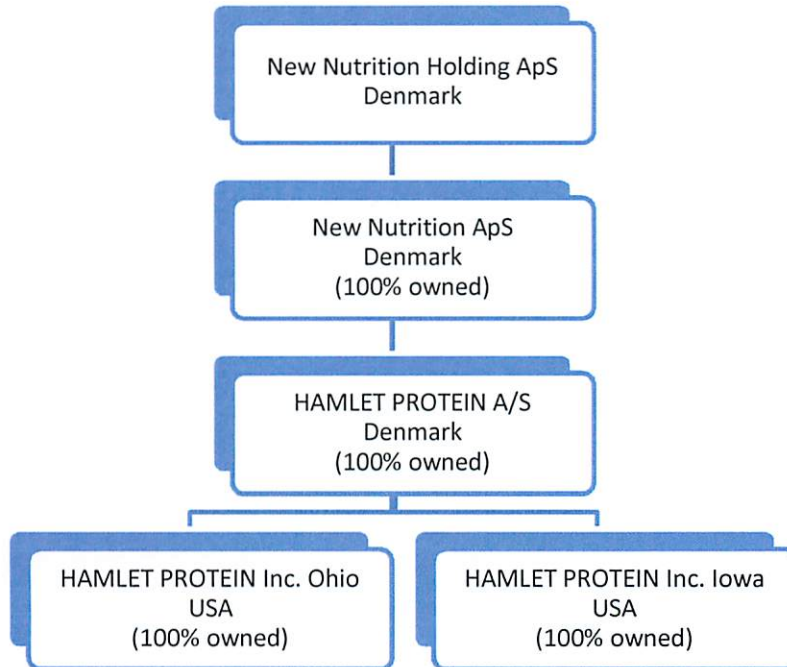 New Nutrition Holding ApS
Denmark
New Nutrition ApS
Denmark
(100% owned)
HAMLET PROTEIN A/S
Denmark
(100% owned)
HAMLET PROTEIN Inc. Ohio
USA
(100% owned)
HAMLET PROTEIN Inc. Iowa
USA
(100% owned)